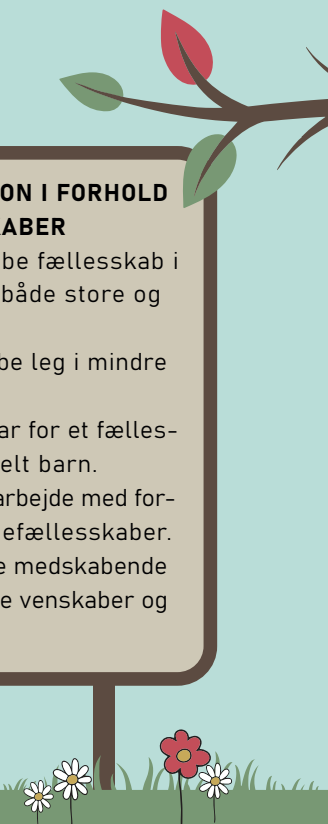 ON I FORHOLD
ABER
be fællesskab i
både store og
be leg i mindre
ar for et fælles-
elt barn.
arbejde med for-
efællesskaber.
e medskabende
e venskaber og